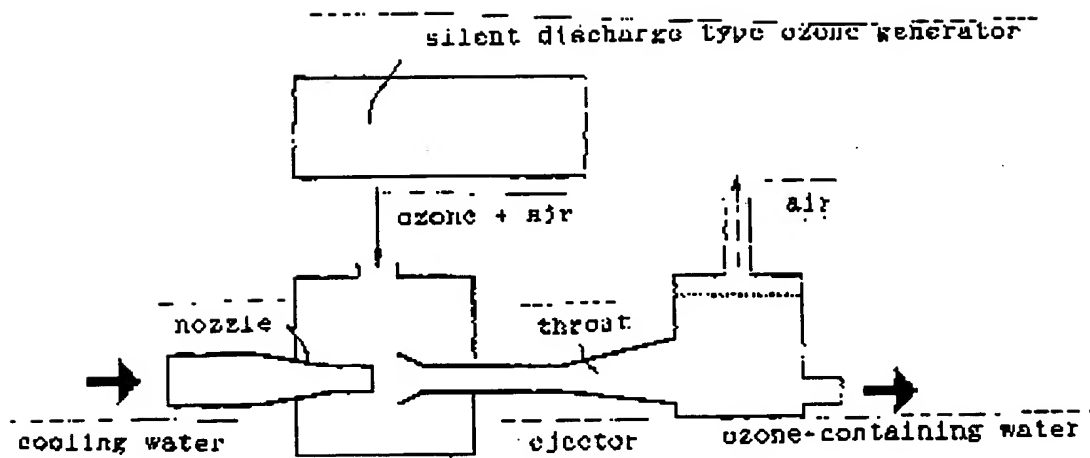 silent discharge type ozone generator
ozone + air
air
nozzle
throat
cooling water
ejector
ozone-containing water